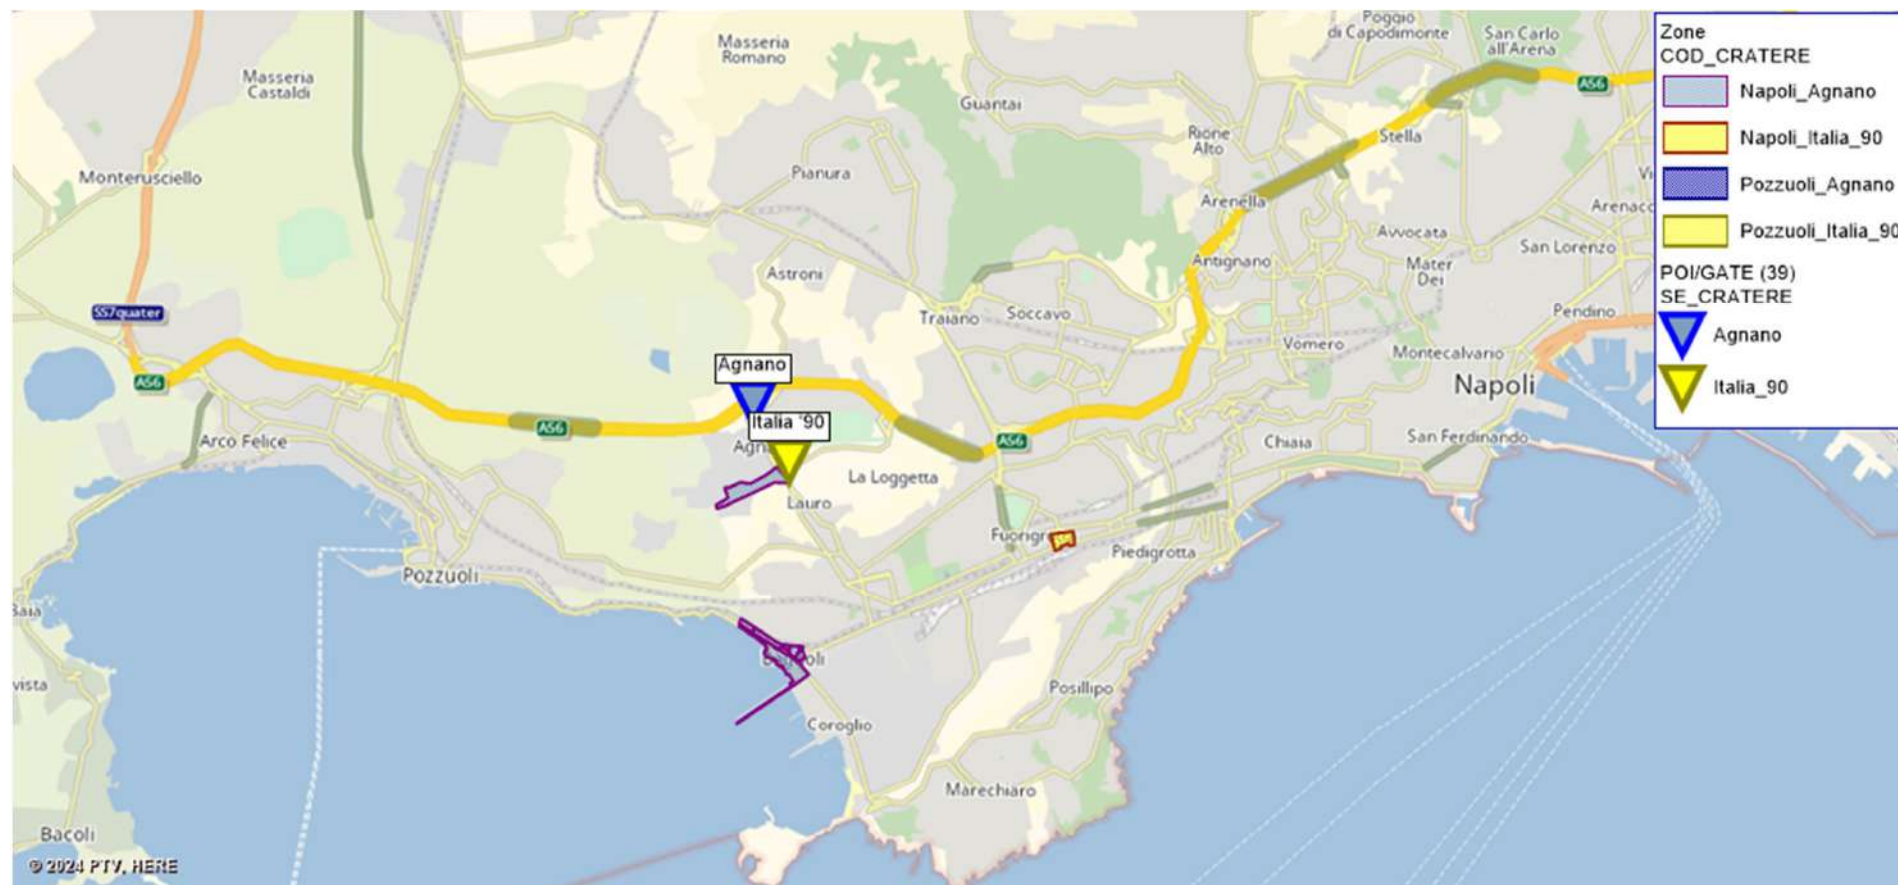 Poggio
di Capodimonte
San Carlo
all'Arena
Masseria
Romano
Masseria
Castaldi
A56
Guantai
Rione
Alto
Stella
Monterusciello
Pianura
Arenella
Avvocata
San Lorenzo
Astroni
Antignano
Mater
Dei
SS7quater
Traiano
Soccavo
Pendino
Vomero
Montecalvario
Agnano
A56
Napoli
Italia '90
A56
A56
Arco Felice
Chiaia
San Ferdinando
La Loggetta
Lauro
Piedigrotta
Pozzuoli
Baia
Posillipo
Coroglio
Marechiaro
Bacoli
© 2024 PTV, HERE
Zone
COD_CRATERE
Napoli_Agnano
Napoli_Italia_90
Pozzuoli_Agnano
Pozzuoli_Italia_90
POI/GATE (39)
SE_CRATERE
Agnano
Italia_90